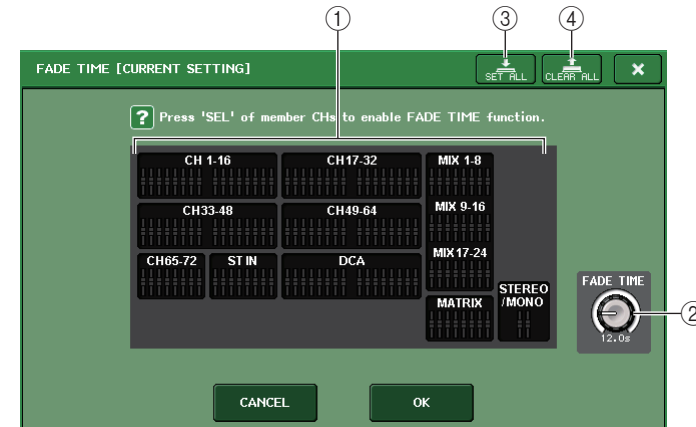 ① ③ ④
FADE TIME [CURRENT SETTING]
SET ALL
CLEAR ALL
×
? Press 'SEL' of member CHs to enable FADE TIME function.
CH 1-16
CH17-32
MIX 1-8
CH33-48
CH49-64
MIX 9-16
CH65-72
ST IN
DCA
MIX17-24
STEREO
/MONO
MATRIX
FADE TIME
12.0s
②
CANCEL
OK